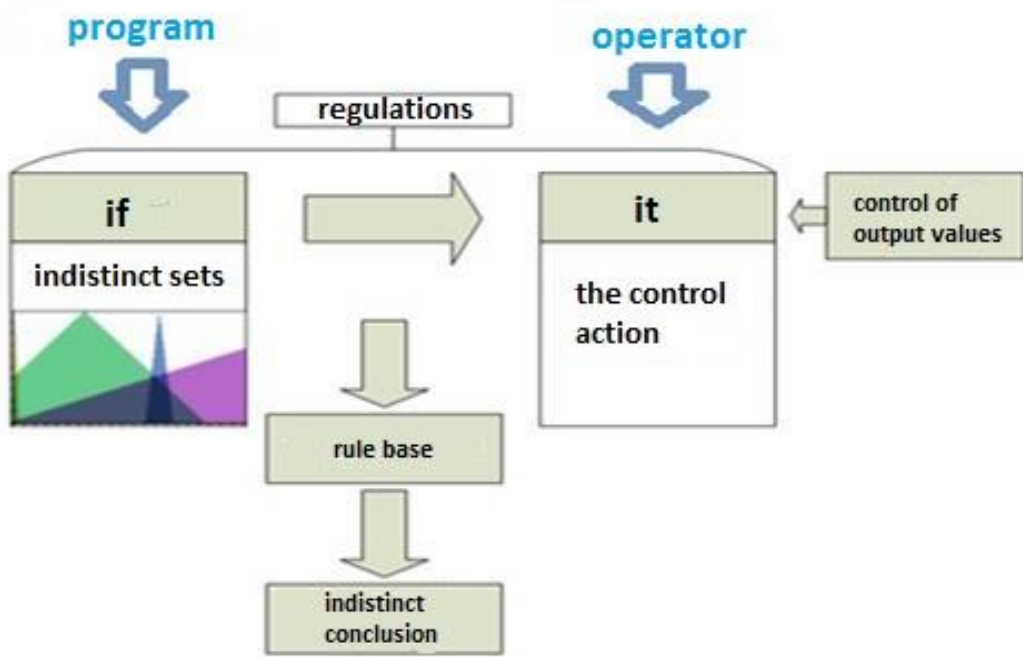 program
operator
regulations
if
it
control of
output values
indistinct sets
the control
action
rule base
indistinct
conclusion